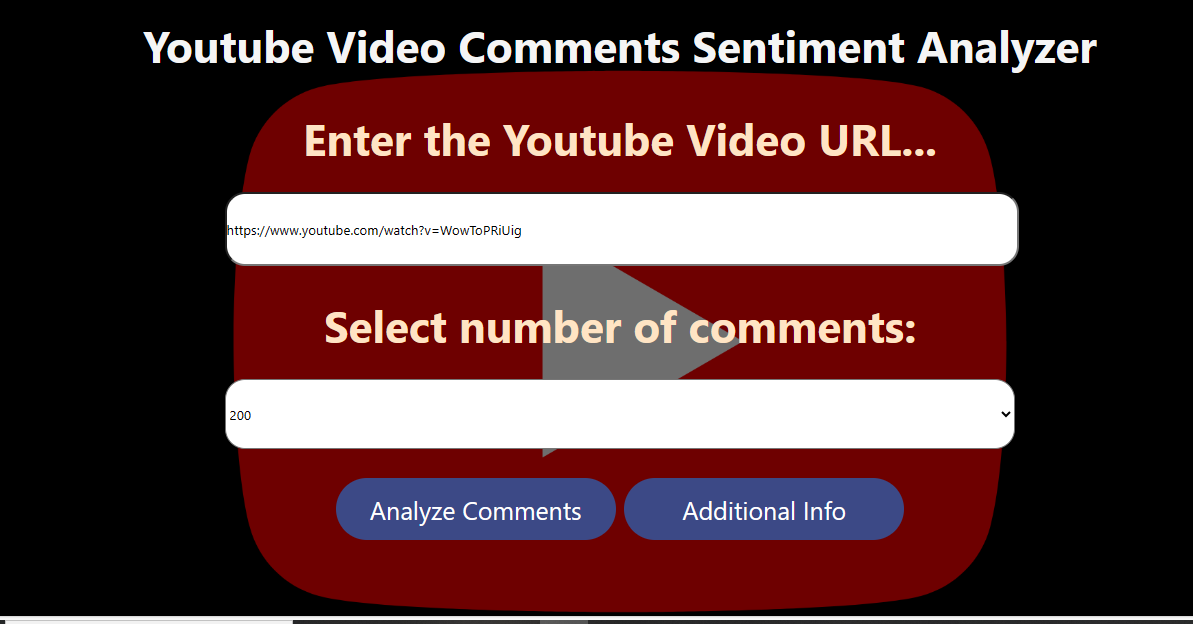 Youtube Video Comments Sentiment Analyzer
Enter the Youtube Video URL...
https://www.youtube.com/watch?v=WowToPRiUig
Select number of comments:
200
Analyze Comments Additional Info